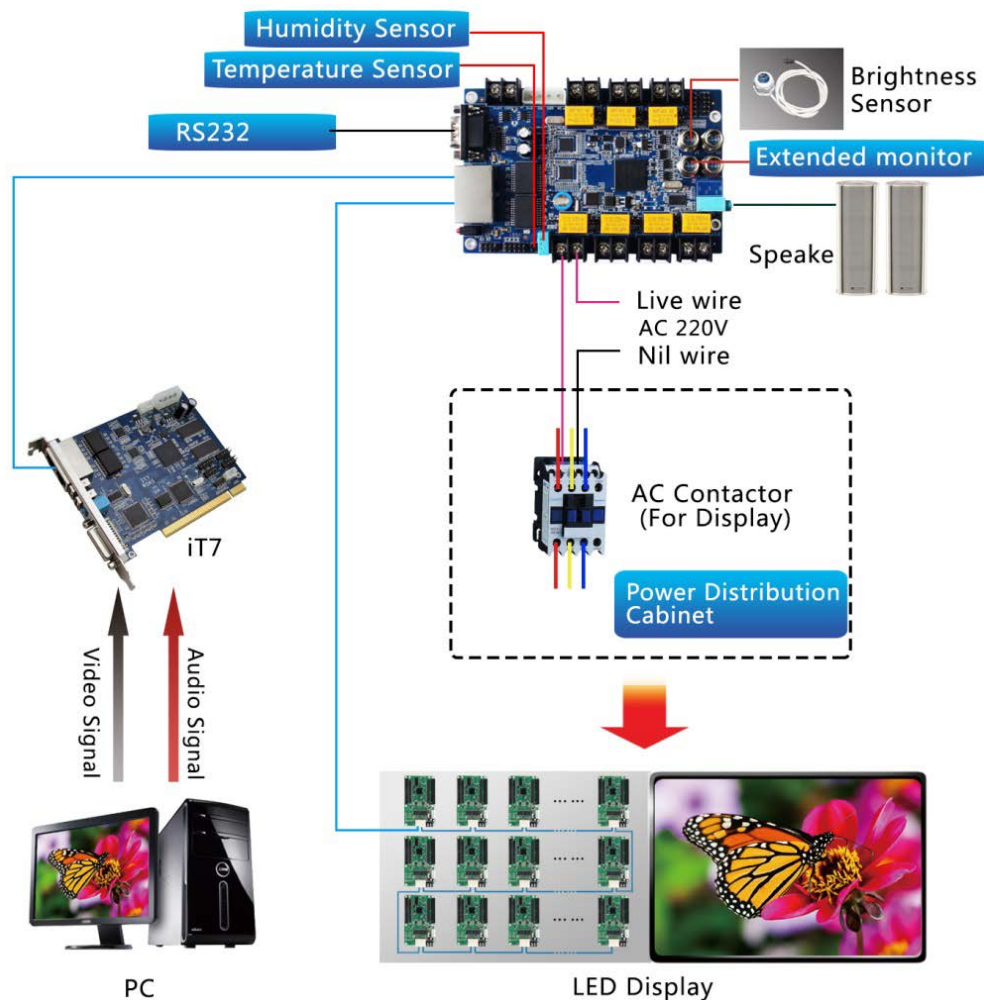 Humidity Sensor
Temperature Sensor
RS232
Brightness
Sensor
Extended monitor
Speake
Live wire
AC 220V
Nil wire
AC Contactor
(For Display)
Power Distribution
Cabinet
iT7
Video Signal
Audio Signal
PC
LED Display